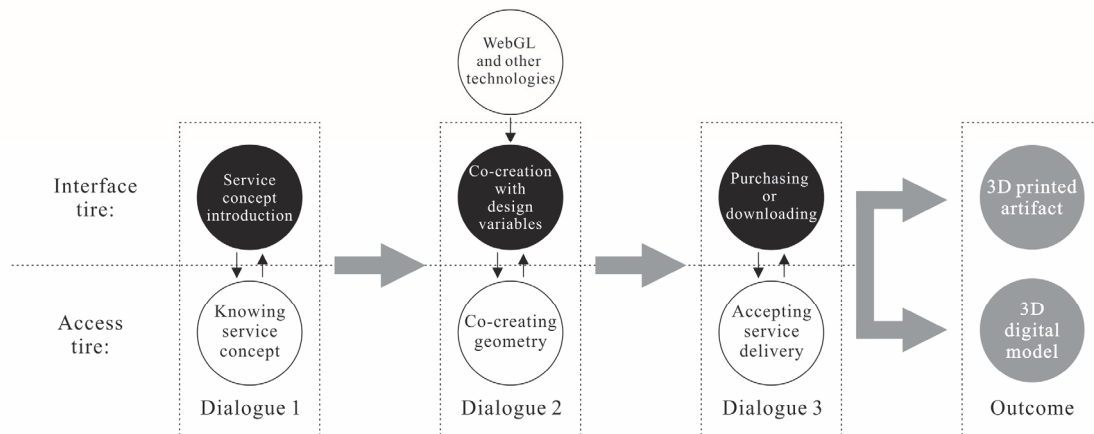 WebGL
and other
technologies
Interface
tire:
Service
concept
introduction
Co-creation
with
design
variables
Purchasing
or
downloading
3D printed
artifact
Access
tire:
Knowing
service
concept
Co-creating
geometry
Accepting
service
delivery
3D
digital
model
Dialogue 1
Dialogue 2
Dialogue 3
Outcome